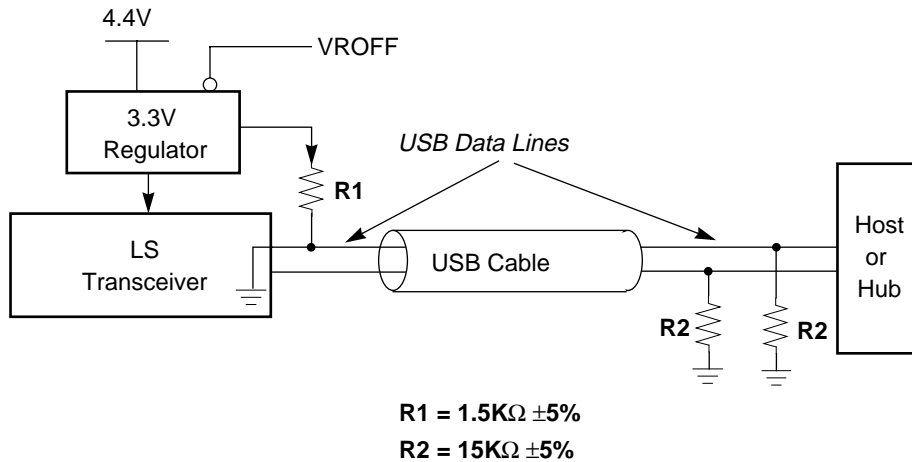 4.4V
VROFF
3.3V
Regulator
USB Data Lines
R1
LS
Transceiver
USB Cable
Host
or
Hub
R2
R2
R1 = 1.5KΩ ±5%
R2 = 15KΩ ±5%